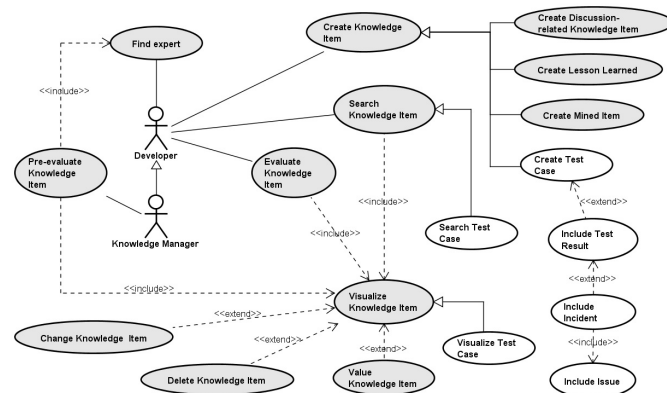 Create Discussion-
related Knowledge Item
Create Knowledge
Item
Find expert
Create Lesson Learned
<<include>>
Search
Knowledge Item
Create Mined Item
Developer
Pre-evaluate
Knowledge
Item
Evaluate
Knowledge
Item
Create Test
Case
<<include>>
<<extend>>
Search Test
Case
Include Test
Result
Knowledge Manager
<<include>>
<<extend>>
<<include>>
Visualize
Knowledge Item
Include
Incident
<<extend>>
Change Knowledge  Item
Visualize Test
Case
<<include>>
<<extend>>
<<extend>>
Delete Knowledge Item
Value
Knowledge Item
Include Issue